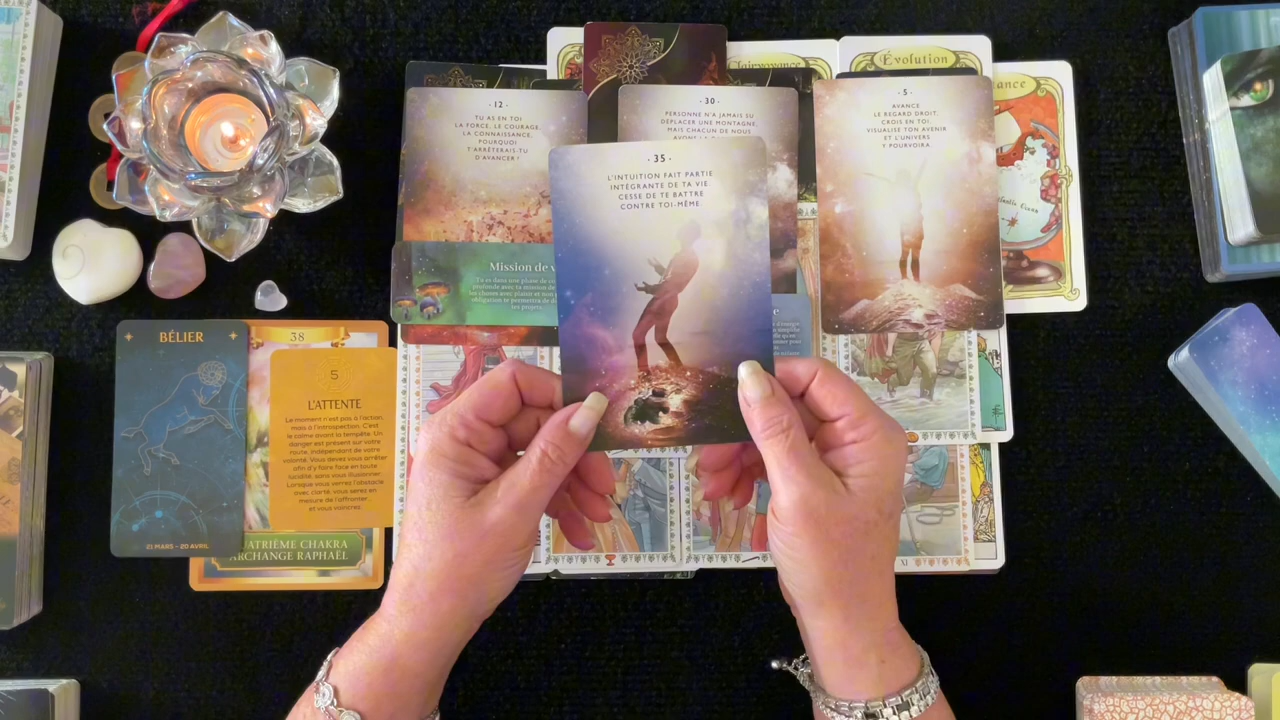 Clairvoyance
Évolution
· 12 ·
TU AS EN TOI
LA FORCE, LE COURAGE,
LA CONNAISSANCE.
POURQUOI
T'ARRÊTERAIS-TU
D'AVANCER ?
· 30 ·
PERSONNE N'A JAMAIS SU
DÉPLACER UNE MONTAGNE,
MAIS CHACUN DE NOUS
· 5 ·
AVANCE
LE REGARD DROIT,
CROIS EN TOI.
VISUALISE TON AVENIR
ET L'UNIVERS
Y POURVOIRA.
· 35 ·
L'INTUITION FAIT PARTIE
INTÉGRANTE DE TA VIE.
CESSE DE TE BATTRE
CONTRE TOI-MÊME.
Mission de v
BÉLIER
21 MARS - 20 AVRIL
38
5
L'ATTENTE
Le moment n'est pas à l'action,
mais à l'introspection. C'est
le calme avant la tempête. Un
danger est présent sur votre
route, indépendant de votre
volonté. Vous devez vous arrêter
afin d'y faire face en toute
lucidité, sans vous illusionner.
Lorsque vous verrez l'obstacle
avec clarté, vous serez en
mesure de l'affronter
et vous vaincrez.
ATRIÈME CHAKRA
ARCHANGE RAPHAËL
XI